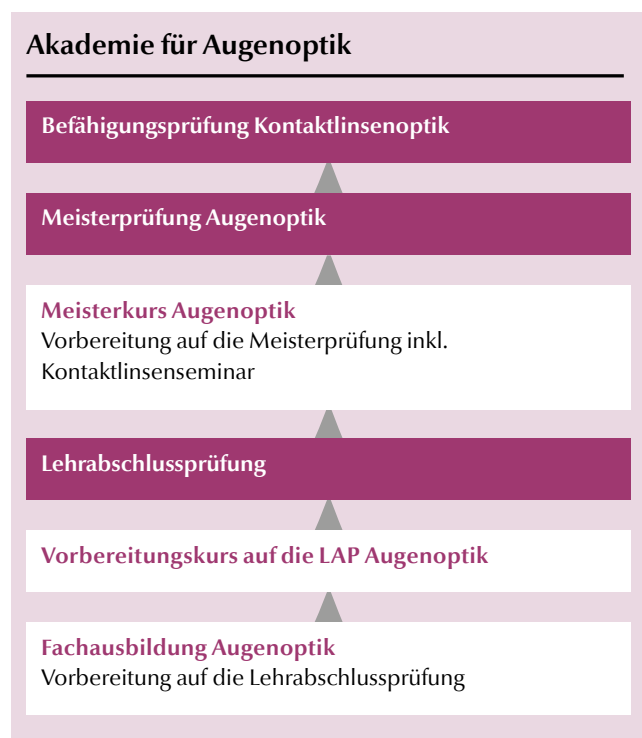 Akademie für Augenoptik
Befähigungsprüfung Kontaktlinsenoptik
Meisterprüfung Augenoptik
Meisterkurs Augenoptik
Vorbereitung auf die Meisterprüfung inkl.
Kontaktlinsenseminar
Lehrabschlussprüfung
Vorbereitungskurs auf die LAP Augenoptik
Fachausbildung Augenoptik
Vorbereitung auf die Lehrabschlussprüfung